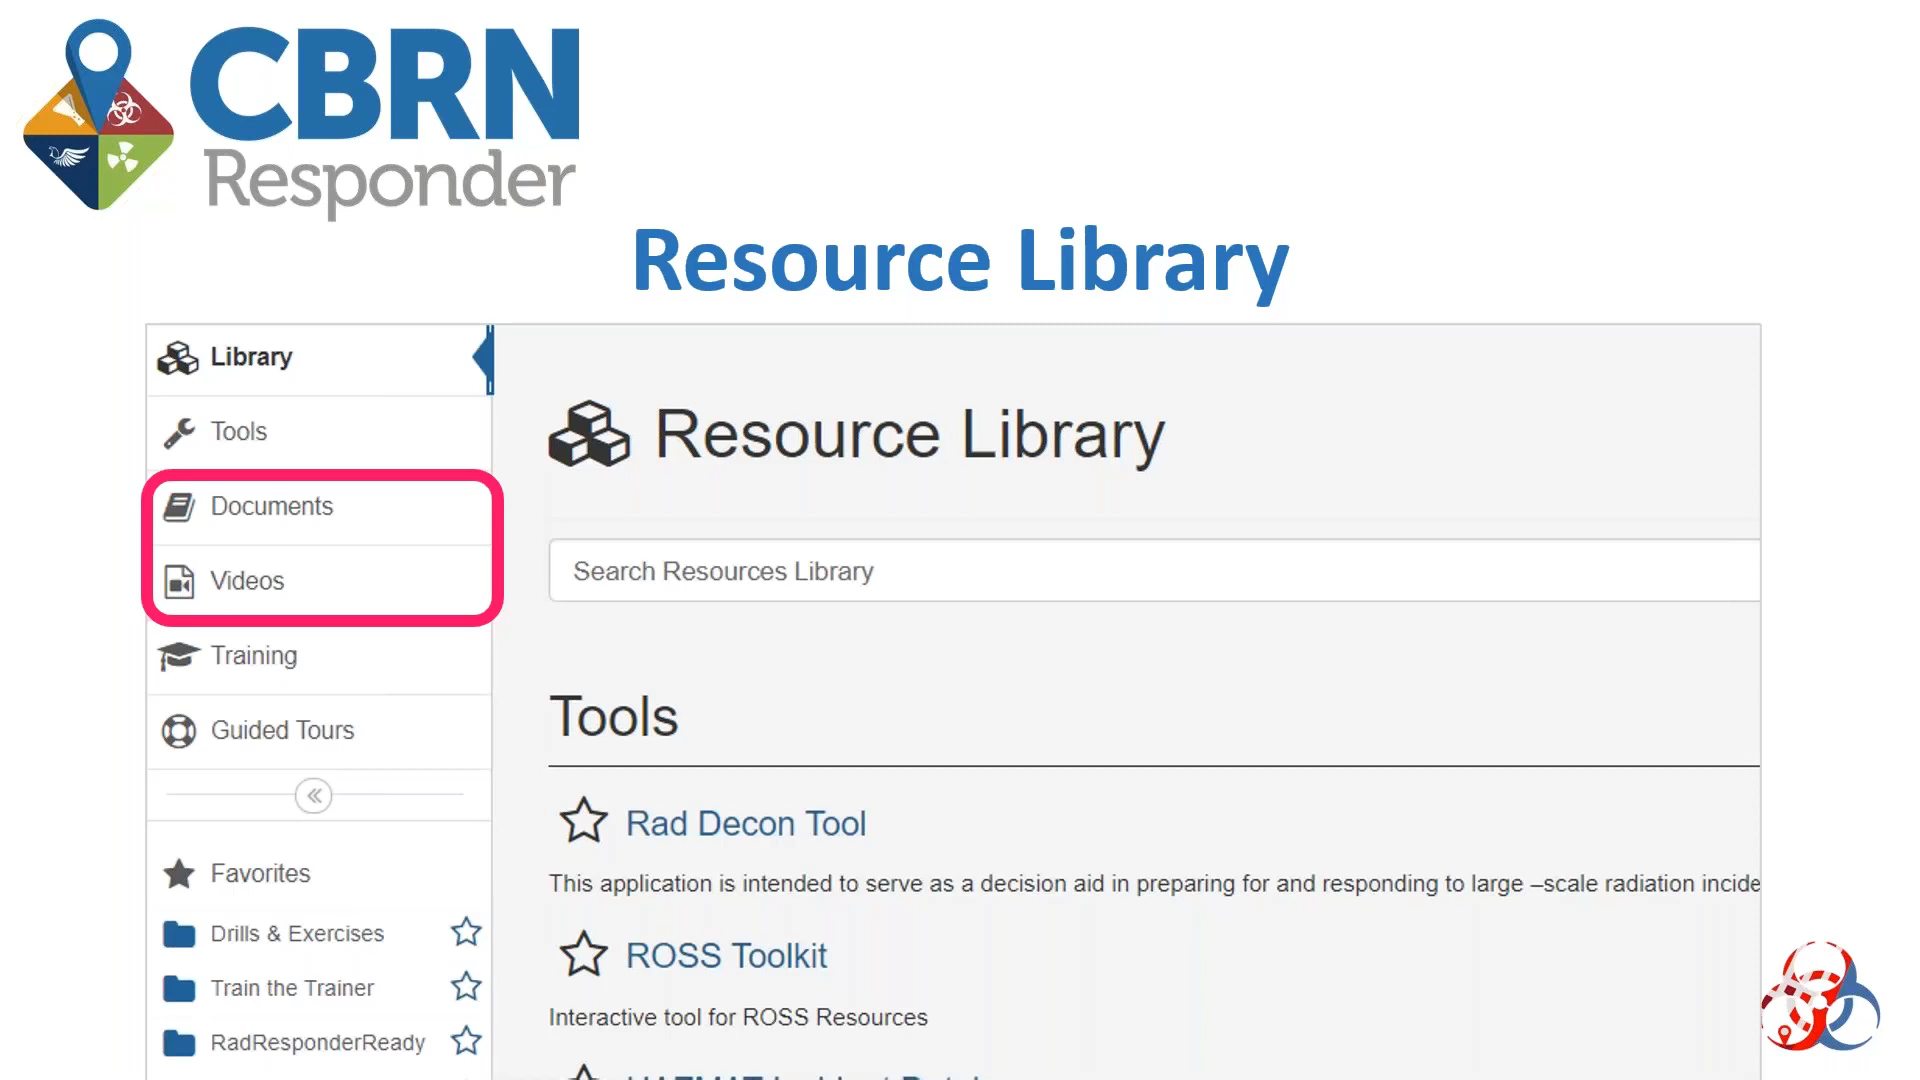 CBRN
Responder
Resource Library
Library
Tools
Documents
Videos
Training
Guided Tours
Favorites
Drills & Exercises
Train the Trainer
RadResponderReady
Resource Library
Search Resources Library
Tools
Rad Decon Tool
This application is intended to serve as a decision aid in preparing for and responding to large –scale radiation incide
ROSS Toolkit
Interactive tool for ROSS Resources